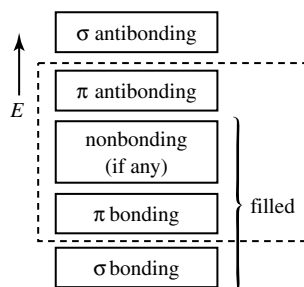 σ antibonding
E
π antibonding
nonbonding
(if any)
filled
π bonding
σ bonding